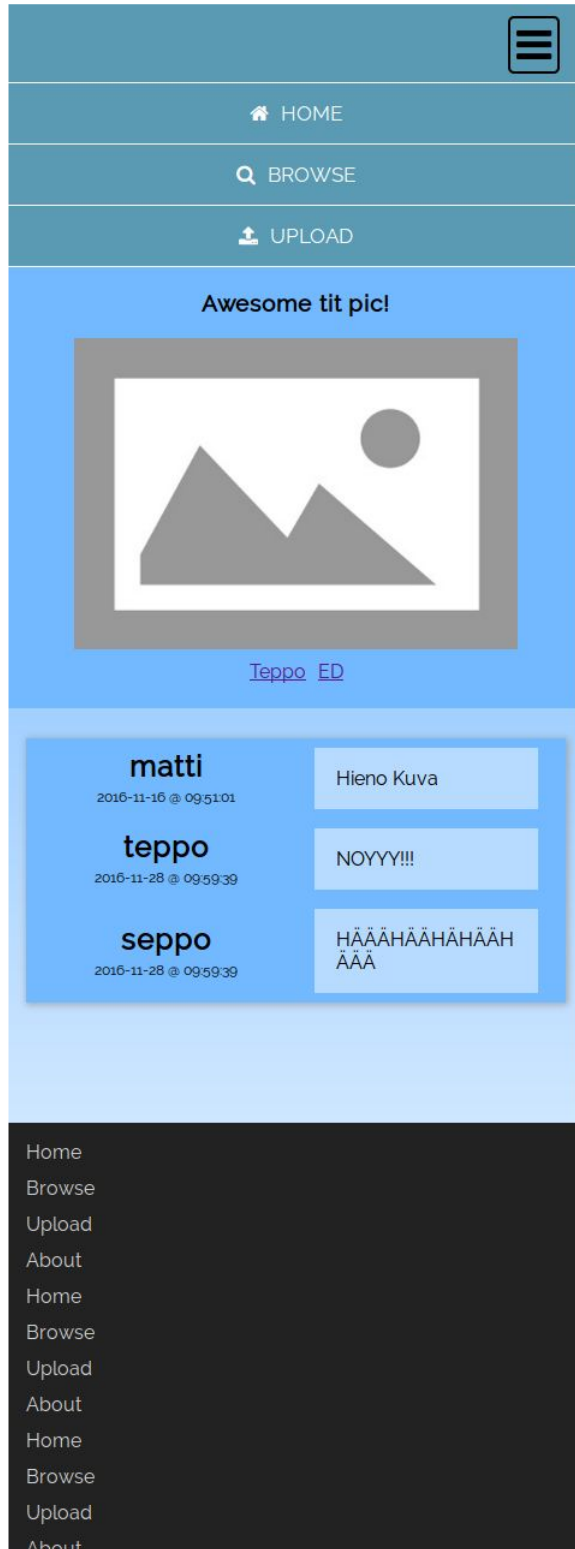 HOME
BROWSE
UPLOAD
Awesome tit pic!
Teppo ED
matti
2016-11-16 @ 09:51:01
Hieno Kuva
teppo
2016-11-28 @ 09:59:39
NOYYY!!!
seppo
2016-11-28 @ 09:59:39
HÄÄÄHÄÄHÄHÄÄH
ÄÄÄ
Home
Browse
Upload
About
Home
Browse
Upload
About
Home
Browse
Upload
About